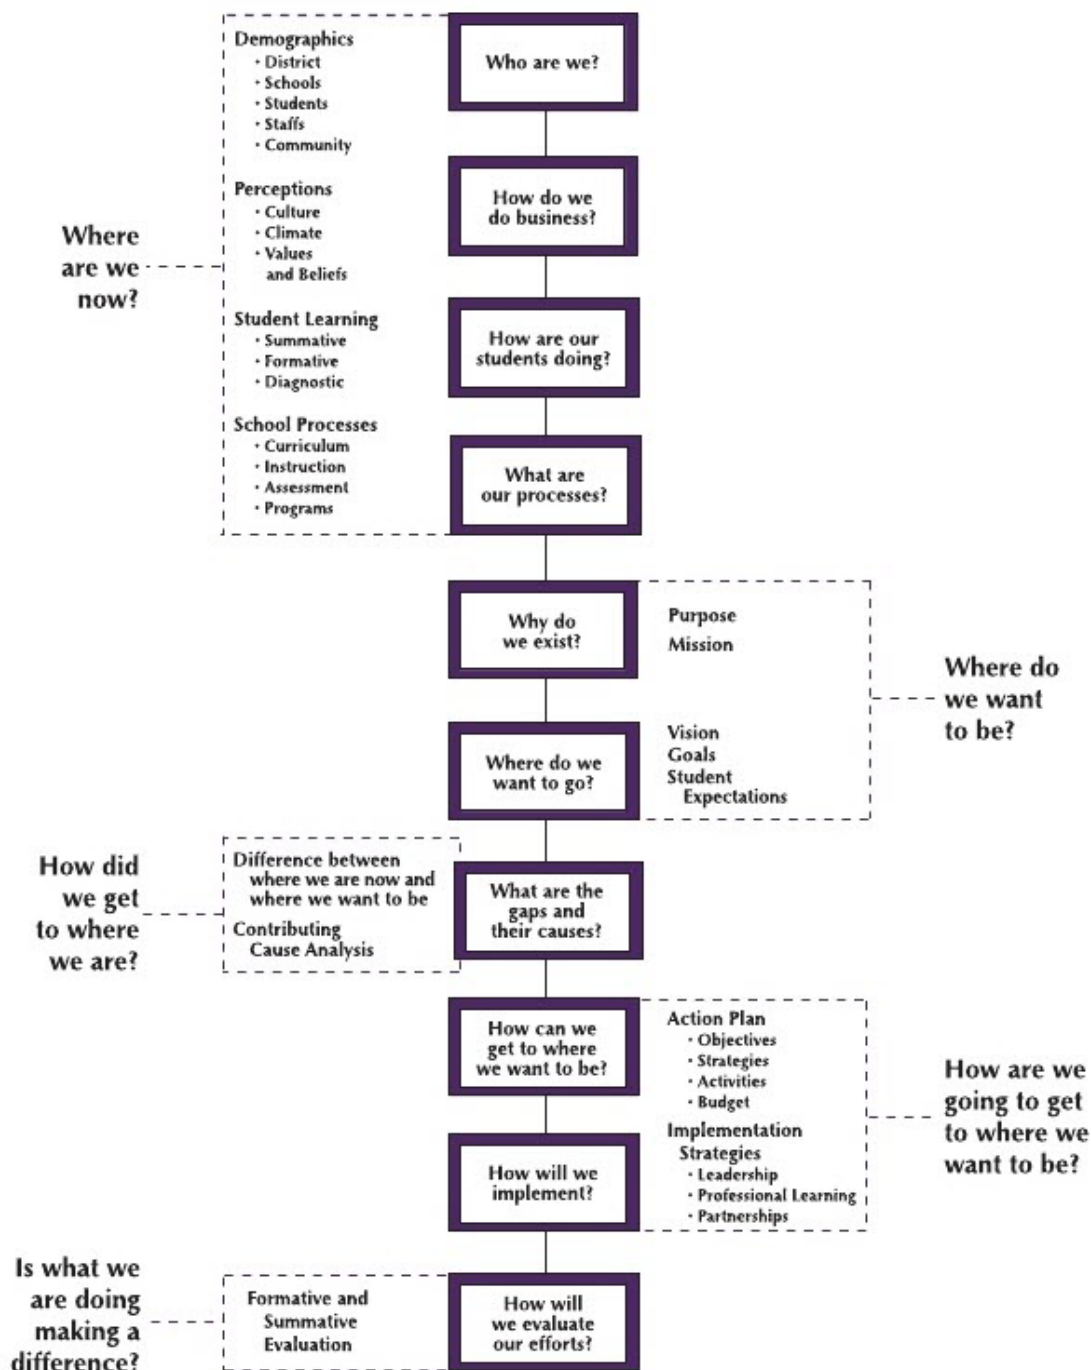 Where
are we
now?
Demographics
• District
• Schools
• Students
• Staffs
• Community
Perceptions
• Culture
• Climate
• Values
and Beliefs
Student Learning
• Summative
• Formative
• Diagnostic
School Processes
• Curriculum
• Instruction
• Assessment
• Programs
Who are we?
How do we
do business?
How are our
students doing?
What are
our processes?
Why do
we exist?
Purpose
Mission
Where do
we want
to be?
Where do we
want to go?
Vision
Goals
Student
Expectations
How did
we get
to where
we are?
Difference between
where we are now and
where we want to be
Contributing
Cause Analysis
What are the
gaps and
their causes?
How can we
get to where
we want to be?
Action Plan
• Objectives
• Strategies
• Activities
• Budget
Implementation
Strategies
• Leadership
• Professional Learning
• Partnerships
How are we
going to get
to where we
want to be?
How will we
implement?
Is what we
are doing
making a
difference?
Formative and
Summative
Evaluation
How will
we evaluate
our efforts?